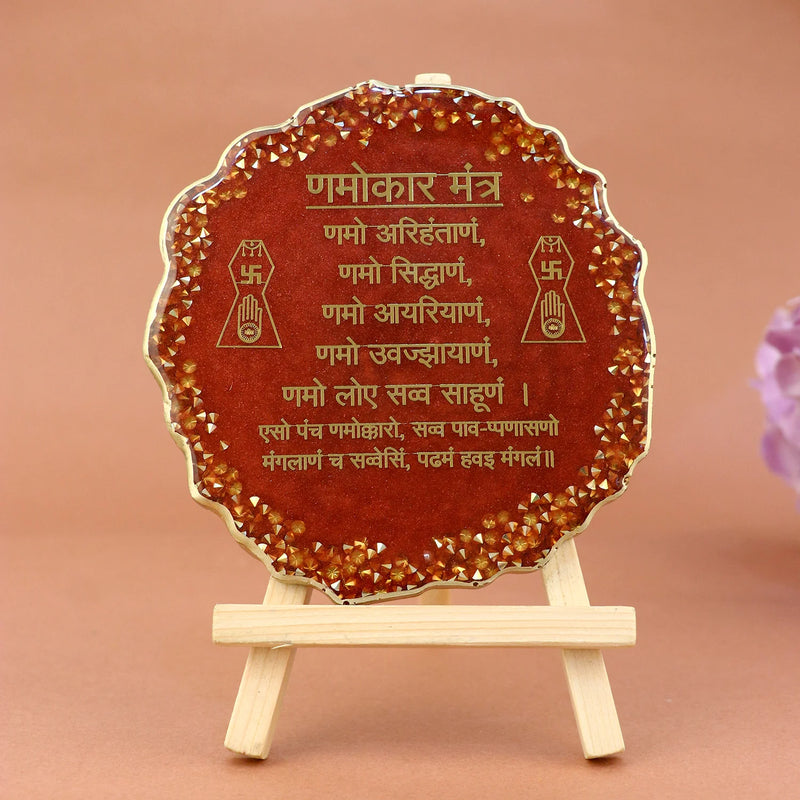 णमोकार मंत्र
णमो अरिहंताणं,
णमो सिद्धाणं,
णमो आयरियाणं,
णमो उवज्झायाणं,
णमो लोए सव्व साहूणं ।
एसो पंच णमोक्कारो, सव्व पाव-प्पणासणो
मंगलाणं च सव्वेसिं, पढमं हवइ मंगलं॥